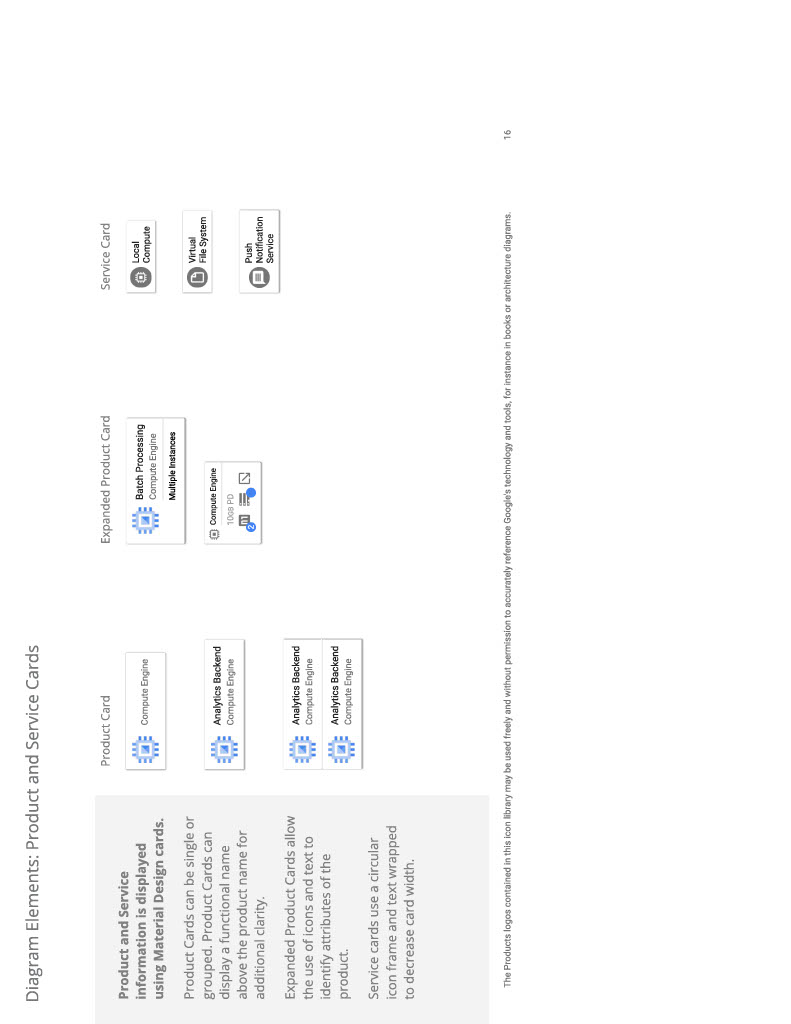 Diagram Elements: Product and Service Cards
Product and Service
information is displayed
using Material Design cards.
Product Cards can be single or
grouped. Product Cards can
display a functional name
above the product name for
additional clarity.
Expanded Product Cards allow
the use of icons and text to
identify attributes of the
product.
Service cards use a circular
icon frame and text wrapped
to decrease card width.
Product Card
Compute Engine
Analytics Backend
Compute Engine
Analytics Backend
Compute Engine
Analytics Backend
Compute Engine
Expanded Product Card
Batch Processing
Compute Engine
Multiple Instances
Compute Engine
10GB PD
01
2
Service Card
Local
Compute
Virtual
File System
Push
Notification
Service
The Products logos contained in this icon library may be used freely and without permission to accurately reference Google's technology and tools, for instance in books or architecture diagrams.
16